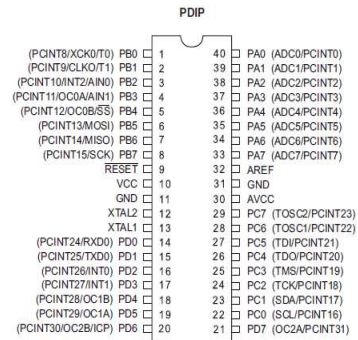 PDIP
(PCINT8/XCK0/T0) PB0 1 40 PA0 (ADC0/PCINT0)
(PCINT9/CLKO/T1) PB1 2 39 PA1 (ADC1/PCINT1)
(PCINT10/INT2/AIN0) PB2 3 38 PA2 (ADC2/PCINT2)
(PCINT11/OC0A/AIN1) PB3 4 37 PA3 (ADC3/PCINT3)
(PCINT12/OC0B/SS) PB4 5 36 PA4 (ADC4/PCINT4)
(PCINT13/MOSI) PB5 6 35 PA5 (ADC5/PCINT5)
(PCINT14/MISO) PB6 7 34 PA6 (ADC6/PCINT6)
(PCINT15/SCK) PB7 8 33 PA7 (ADC7/PCINT7)
RESET 9 32 AREF
VCC 10 31 GND
GND 11 30 AVCC
XTAL2 12 29 PC7 (TOSC2/PCINT23)
XTAL1 13 28 PC6 (TOSC1/PCINT22)
(PCINT24/RXD0) PD0 14 27 PC5 (TDI/PCINT21)
(PCINT25/TXD0) PD1 15 26 PC4 (TDO/PCINT20)
(PCINT26/INT0) PD2 16 25 PC3 (TMS/PCINT19)
(PCINT27/INT1) PD3 17 24 PC2 (TCK/PCINT18)
(PCINT28/OC1B) PD4 18 23 PC1 (SDA/PCINT17)
(PCINT29/OC1A) PD5 19 22 PC0 (SCL/PCINT16)
(PCINT30/OC2B/ICP) PD6 20 21 PD7 (OC2A/PCINT31)